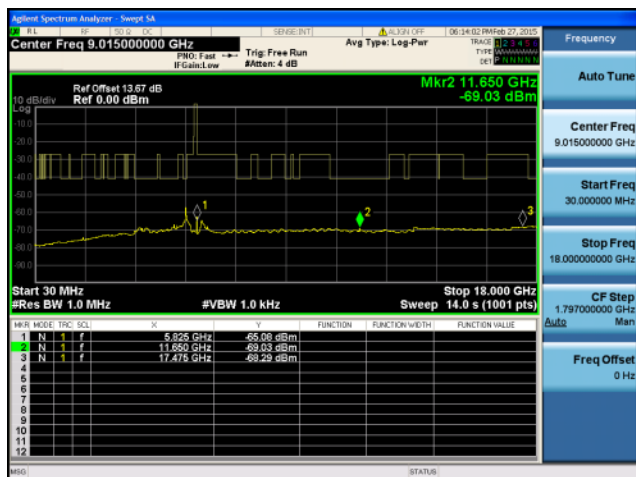 Agilent Spectrum Analyzer - Swept SA
RL RF 50 Ω DC SENSE:INT ALIGN OFF 06:14:02 PM Feb 27, 2015
Center Freq 9.015000000 GHz
PNO: Fast
IFGain:Low
Trig: Free Run
#Atten: 4 dB
Avg Type: Log-Pwr
TRACE 1 2 3 4 5 6
TYPE
DET P N N N N N
Ref Offset 13.67 dB
10 dB/div Ref 0.00 dBm
Log
Mkr2 11.650 GHz
-69.03 dBm
-10.0
-20.0
-30.0
-40.0
-50.0
-60.0
-70.0
-80.0
-90.0
1
2
3
Start 30 MHz Stop 18.000 GHz
#Res BW 1.0 MHz #VBW 1.0 kHz Sweep 14.0 s (1001 pts)
MKR MODE TRC SCL X Y FUNCTION FUNCTION WIDTH FUNCTION VALUE
1 N 1 f 5.825 GHz -65.08 dBm
2 N 1 f 11.650 GHz -69.03 dBm
3 N 1 f 17.475 GHz -68.29 dBm
4
5
6
7
8
9
10
11
12
MSG STATUS
Frequency
Auto Tune
Center Freq
9.015000000 GHz
Start Freq
30.000000 MHz
Stop Freq
18.000000000 GHz
CF Step
1.797000000 GHz
Auto Man
Freq Offset
0 Hz